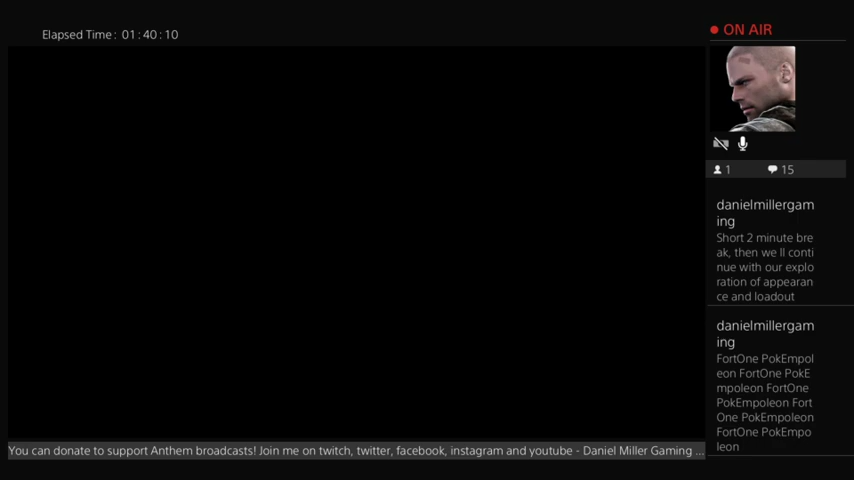 Elapsed Time: 01:40:10
ON AIR
1 15
danielmillergam
ing
Short 2 minute bre
ak, then we ll conti
nue with our explo
ration of appearan
ce and loadout
danielmillergam
ing
FortOne PokEmpol
eon FortOne PokE
mpoleon FortOne
PokEmpoleon Fort
One PokEmpoleon
FortOne PokEmpo
leon
You can donate to support Anthem broadcasts! Join me on twitch, twitter, facebook, instagram and youtube - Daniel Miller Gaming ...